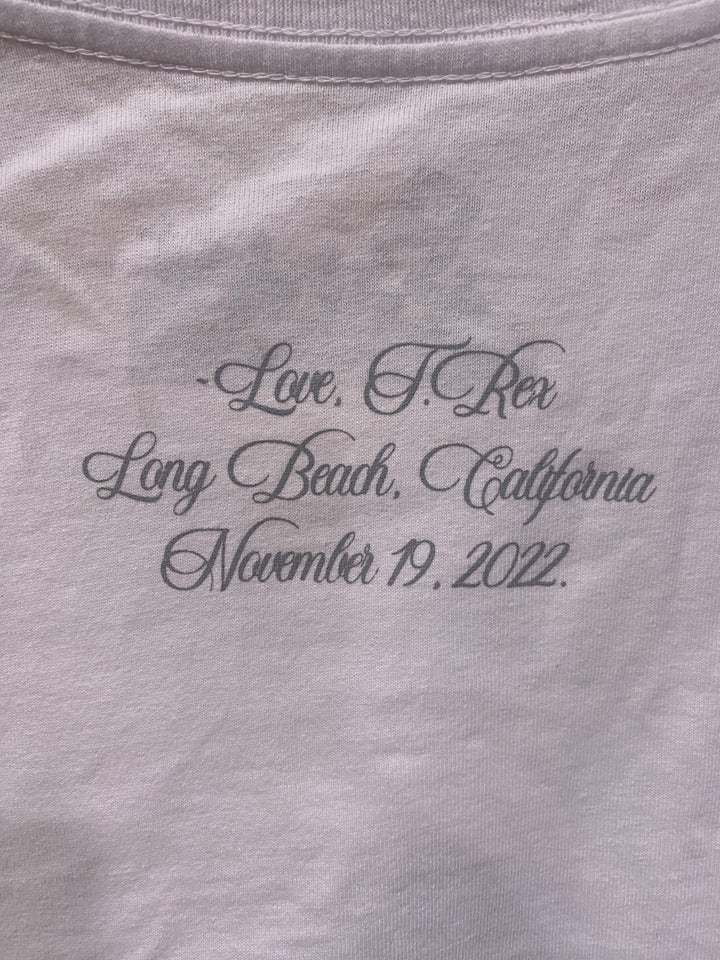 -Love, T.Rex
Long Beach, California
November 19, 2022.